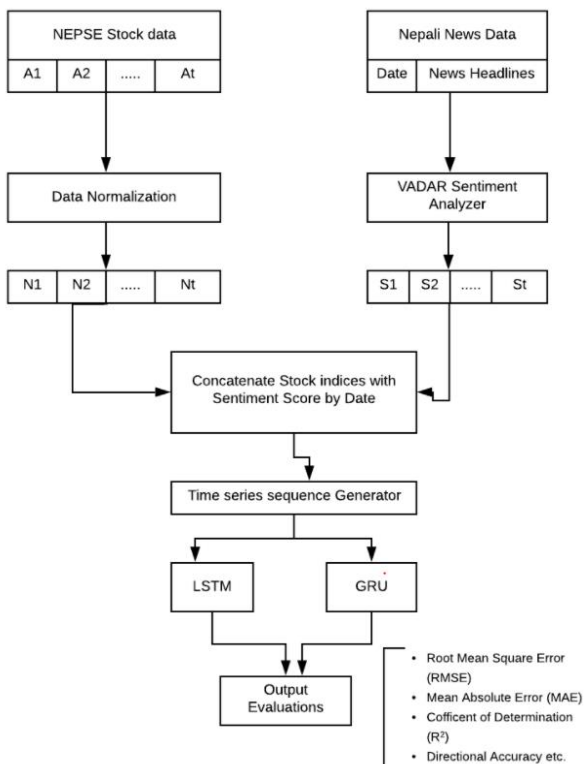 NEPSE Stock data
A1 A2 ..... At
Nepali News Data
Date News Headlines
Data Normalization
VADAR Sentiment
Analyzer
N1 N2 ..... Nt
S1 S2 ..... St
Concatenate Stock indices with
Sentiment Score by Date
Time series sequence Generator
LSTM
GRU
Output
Evaluations
• Root Mean Square Error
(RMSE)
• Mean Absolute Error (MAE)
• Cofficent of Determination
(R²)
• Directional Accuracy etc.